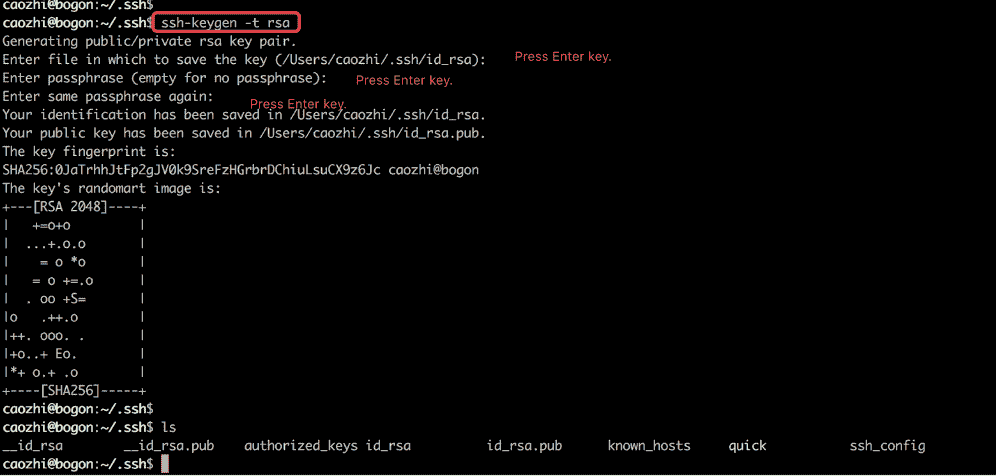 caozhi@bogon:~/.ssh$
caozhi@bogon:~/.ssh$ ssh-keygen -t rsa
Generating public/private rsa key pair.
Enter file in which to save the key (/Users/caozhi/.ssh/id_rsa): Press Enter key.
Enter passphrase (empty for no passphrase): Press Enter key.
Enter same passphrase again: Press Enter key.
Your identification has been saved in /Users/caozhi/.ssh/id_rsa.
Your public key has been saved in /Users/caozhi/.ssh/id_rsa.pub.
The key fingerprint is:
SHA256:0JaTrhhJtFp2gJV0k9SreFzHGrbrDChiuLsuCX9z6Jc caozhi@bogon
The key's randomart image is:
+---[RSA 2048]----+
|   +=o+o         |
|  ...+.o.o       |
|    = o *o       |
|   = o +=.o      |
|  . oo +S=       |
|o   .++.o        |
|++. ooo. .       |
|+o..+ Eo.        |
|*+ o.+ .o        |
+----[SHA256]-----+
caozhi@bogon:~/.ssh$
caozhi@bogon:~/.ssh$ ls
__id_rsa __id_rsa.pub authorized_keys id_rsa id_rsa.pub known_hosts quick ssh_config
caozhi@bogon:~/.ssh$